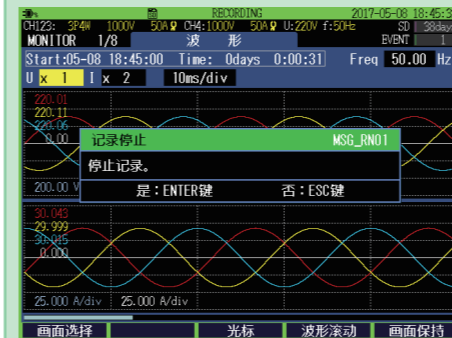 RECORDING 2017-05-08 18:45:3
CH123: 3P4W 1000V 50A CH4:1000V 50A U:220V f:50Hz SD 38day
MONITOR 1/8 波 形 EVENT 1
Start:05-08 18:45:00 Time: 0days 0:00:31 Freq 50.00 Hz
U x 1 I x 2 10ms/div
220.01
220.11
220.06
0.00
记录停止 MSG_RN01
停止记录。
是：ENTER键 否：ESC键
200.00 V
30.043
29.999
30.015
0.000
25.000 A/div 25.000 A/div
画面选择 光标 波形滚动 画面保持